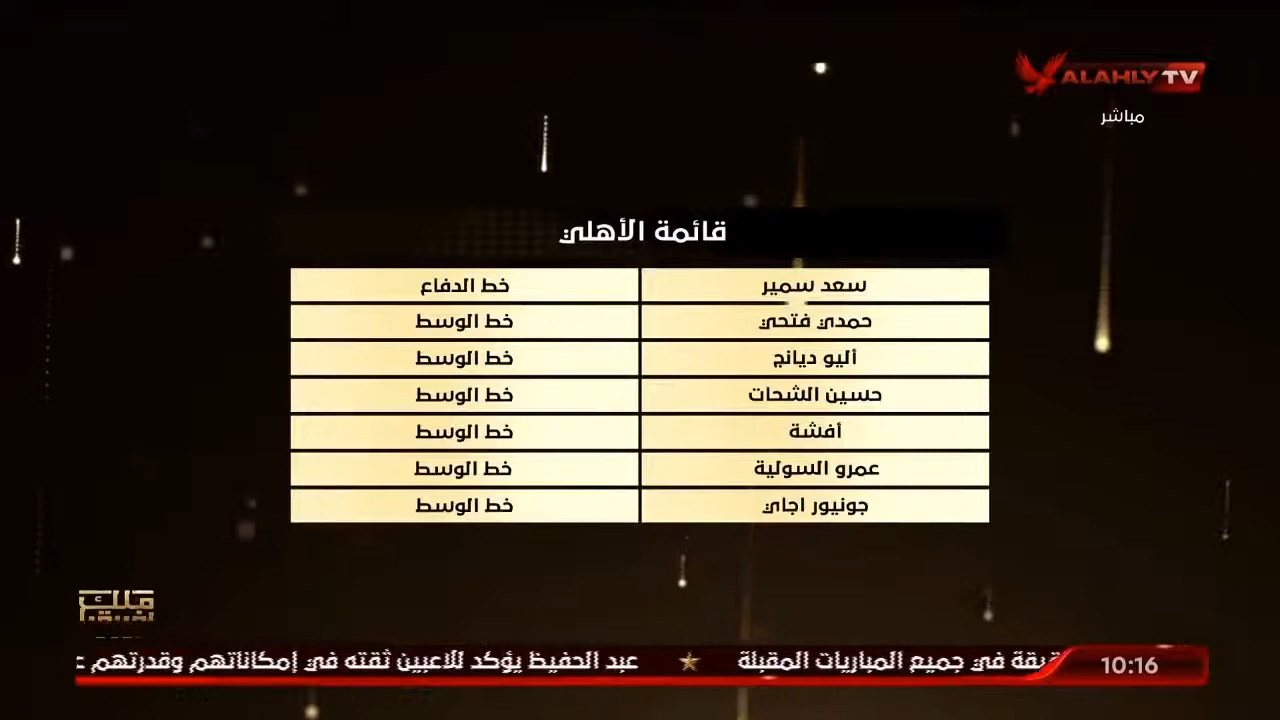 ALAHLY TV
مباشر
قائمة الأهلي
سعد سمير خط الدفاع
حمدي فتحي خط الوسط
أليو ديانج خط الوسط
حسين الشحات خط الوسط
أفشة خط الوسط
عمرو السولية خط الوسط
جونيور اجاي خط الوسط
ملك
10:16 في جميع المباريات المقبلة ★ عبد الحفيظ يؤكد للاعبين ثقته في إمكاناتهم وقدرتهم